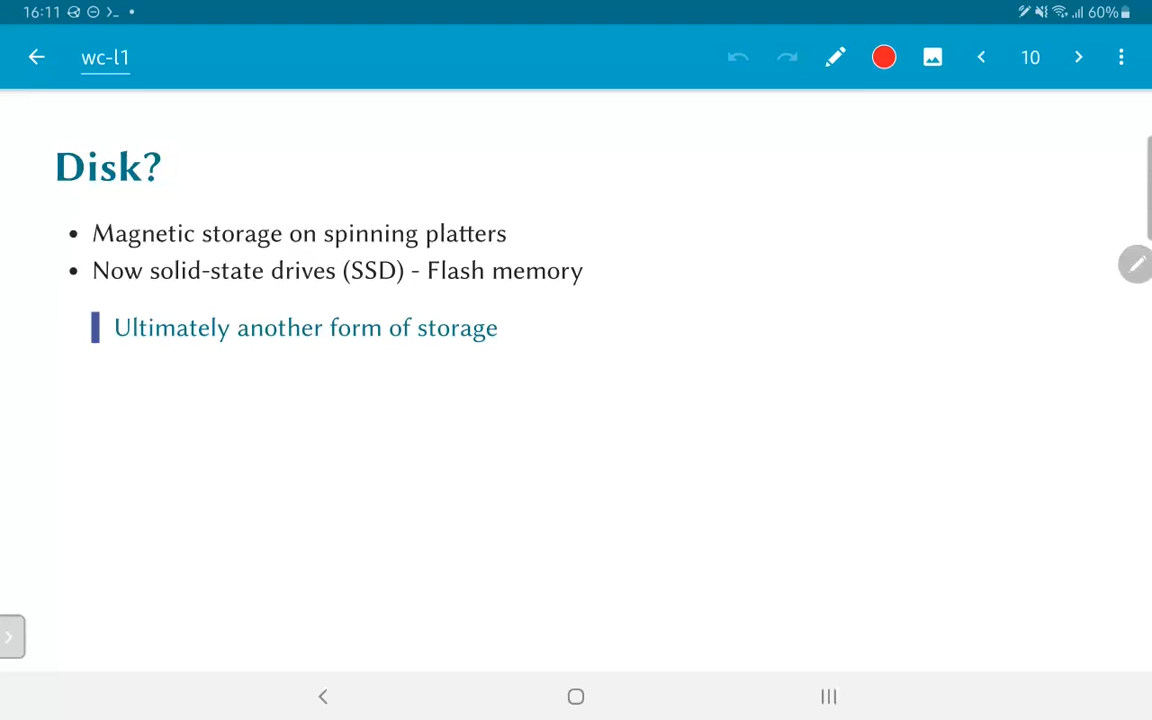 16:11 60%
wc-l1 10
Disk?
• Magnetic storage on spinning platters
• Now solid-state drives (SSD) - Flash memory
Ultimately another form of storage